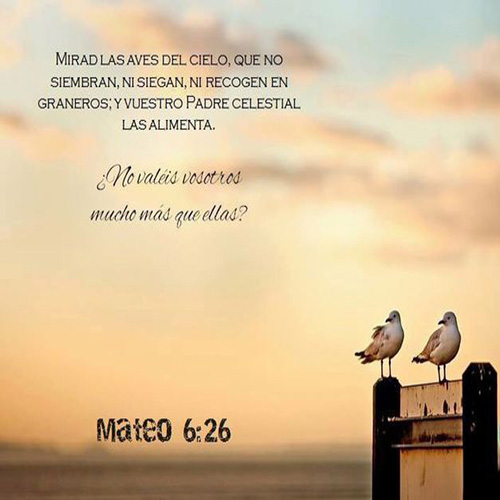 Mirad las aves del cielo, que no
siembran, ni siegan, ni recogen en
graneros; y vuestro Padre celestial
las alimenta.
¿No valéis vosotros
mucho más que ellas?
Mateo 6:26